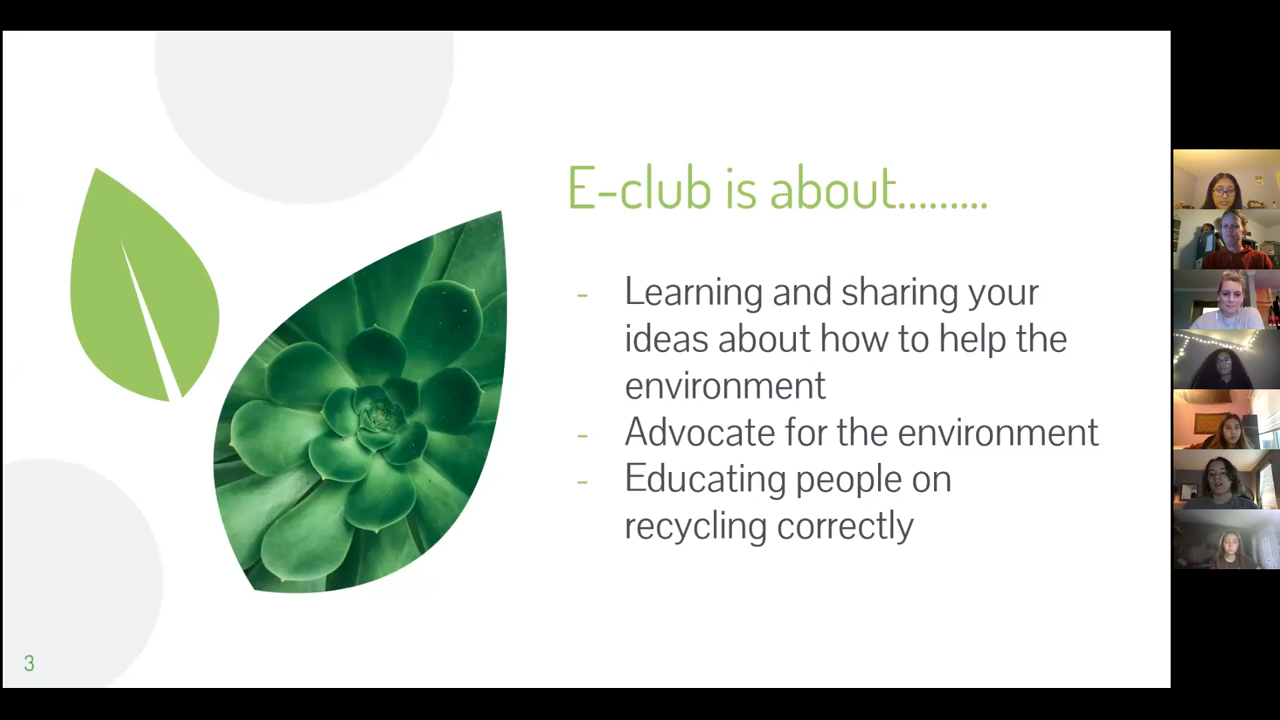 E-club is about.........
- Learning and sharing your
ideas about how to help the
environment
- Advocate for the environment
- Educating people on
recycling correctly
3